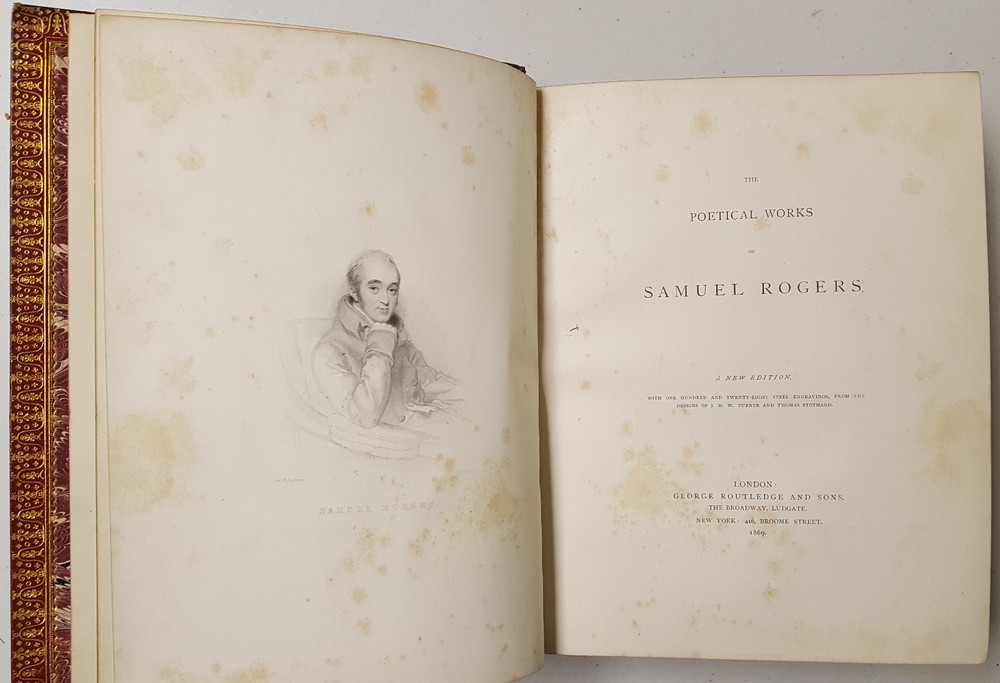 SAMUEL ROGERS
THE
POETICAL WORKS
OF
SAMUEL ROGERS.
A NEW EDITION,
WITH ONE HUNDRED AND TWENTY-EIGHT STEEL ENGRAVINGS, FROM THE
DESIGNS OF J. M. W. TURNER AND THOMAS STOTHARD.
LONDON:
GEORGE ROUTLEDGE AND SONS,
THE BROADWAY, LUDGATE.
NEW YORK: 416, BROOME STREET.
1869.